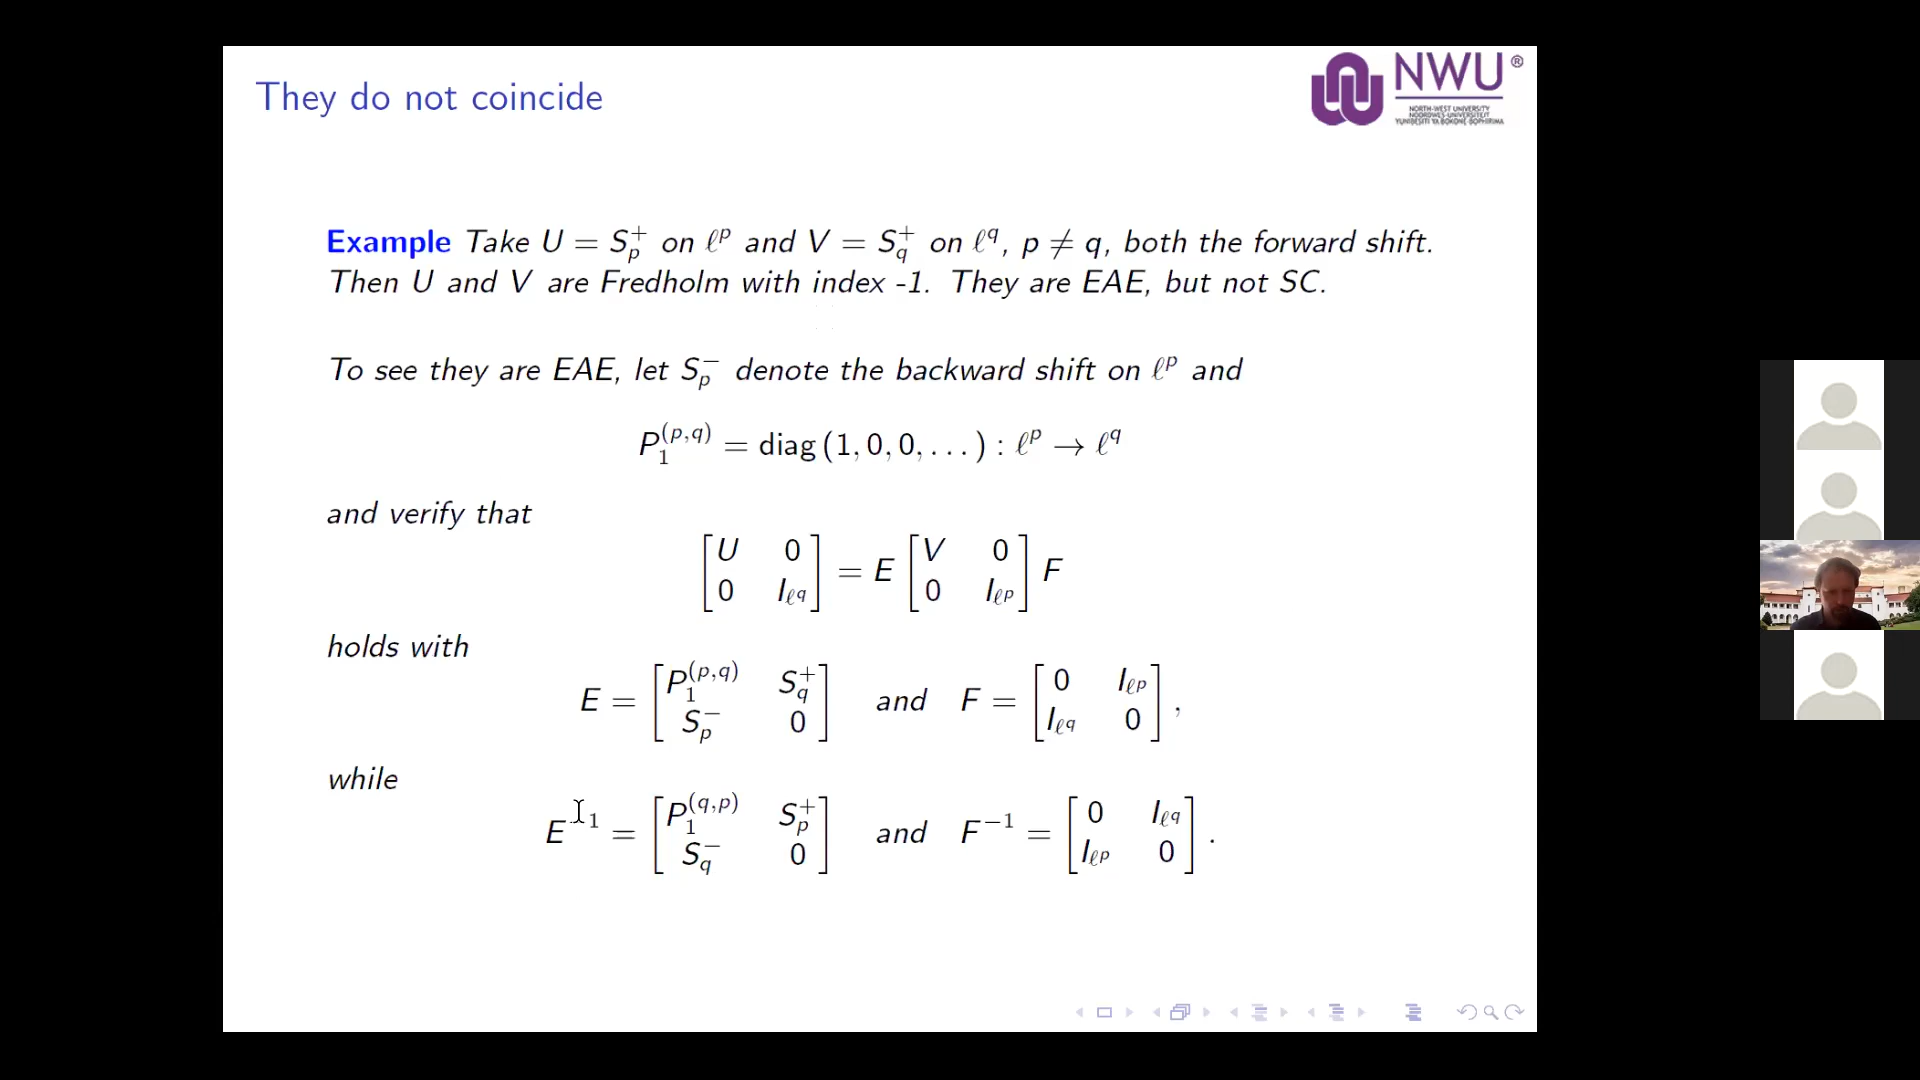 They do not coincide
NWU®
NORTH-WEST UNIVERSITY
NOORDWES-UNIVERSITEIT
YUNIBESITI YA BOKONE-BOPHIRIMA
Example Take U = S_p^+ on ℓ^p and V = S_q^+ on ℓ^q, p ≠ q, both the forward shift.
Then U and V are Fredholm with index -1. They are EAE, but not SC.
To see they are EAE, let S_p^- denote the backward shift on ℓ^p and
P_1^{(p,q)} = diag (1, 0, 0, . . . ) : ℓ^p → ℓ^q
and verify that
[U 0; 0 I_{ℓ^q}] = E [V 0; 0 I_{ℓ^p}] F
holds with
E = [P_1^{(p,q)} S_q^+; S_p^- 0] and F = [0 I_{ℓ^p}; I_{ℓ^q} 0] ,
while
E^{-1} = [P_1^{(q,p)} S_p^+; S_q^- 0] and F^{-1} = [0 I_{ℓ^q}; I_{ℓ^p} 0] .